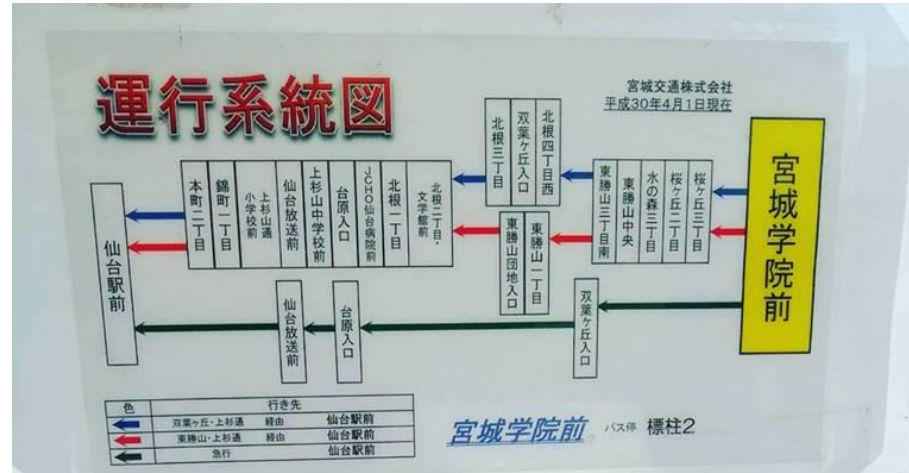 運行系統図
宮城交通株式会社
平成30年4月1日現在
宮城学院前
桜ヶ丘三丁目
桜ヶ丘二丁目
水の森三丁目
東勝山中央
東勝山三丁目南
北根四丁目西
双葉ヶ丘入口
北根三丁目
東勝山一丁目
東勝山団地入口
北根二丁目・
文学館前
北根一丁目
JCHO仙台病院前
台原入口
上杉山中学校前
仙台放送前
上杉山通
小学校前
錦町一丁目
本町二丁目
仙台駅前
双葉ケ丘入口
台原入口
仙台放送前
色 行き先
双葉ヶ丘・上杉通 経由 仙台駅前
東勝山・上杉通 経由 仙台駅前
急行 仙台駅前
宮城学院前 バス停 標柱2